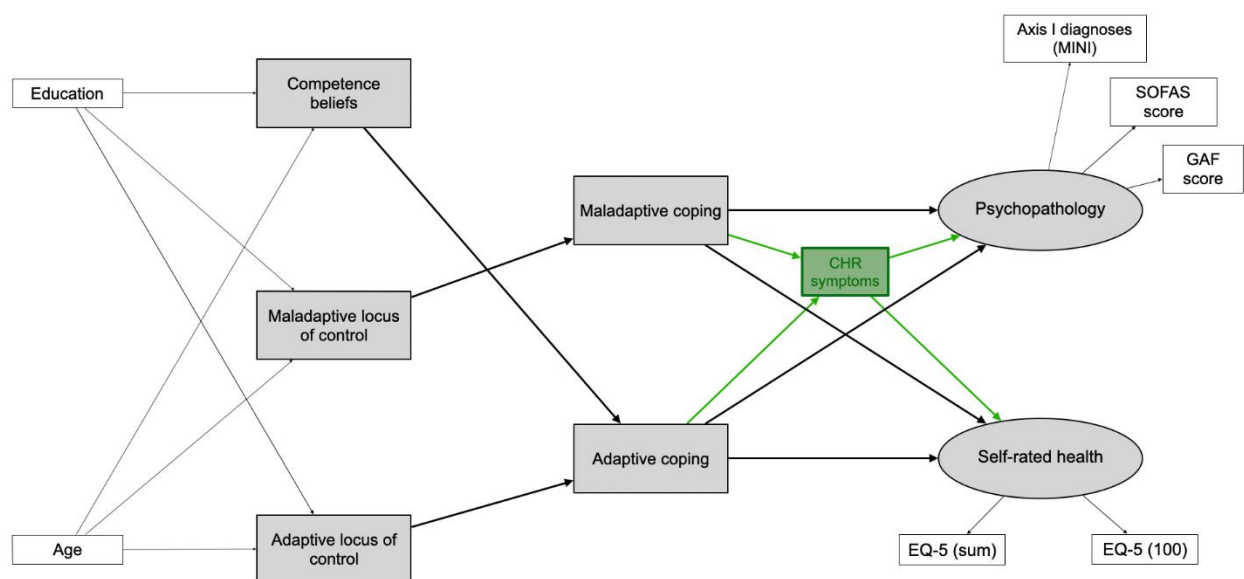 Axis I diagnoses
(MINI)
SOFAS
score
Education
Competence
beliefs
GAF
score
Maladaptive coping
Psychopathology
CHR
symptoms
Maladaptive locus
of control
Adaptive coping
Self-rated health
Age
Adaptive locus of
control
EQ-5 (sum)
EQ-5 (100)